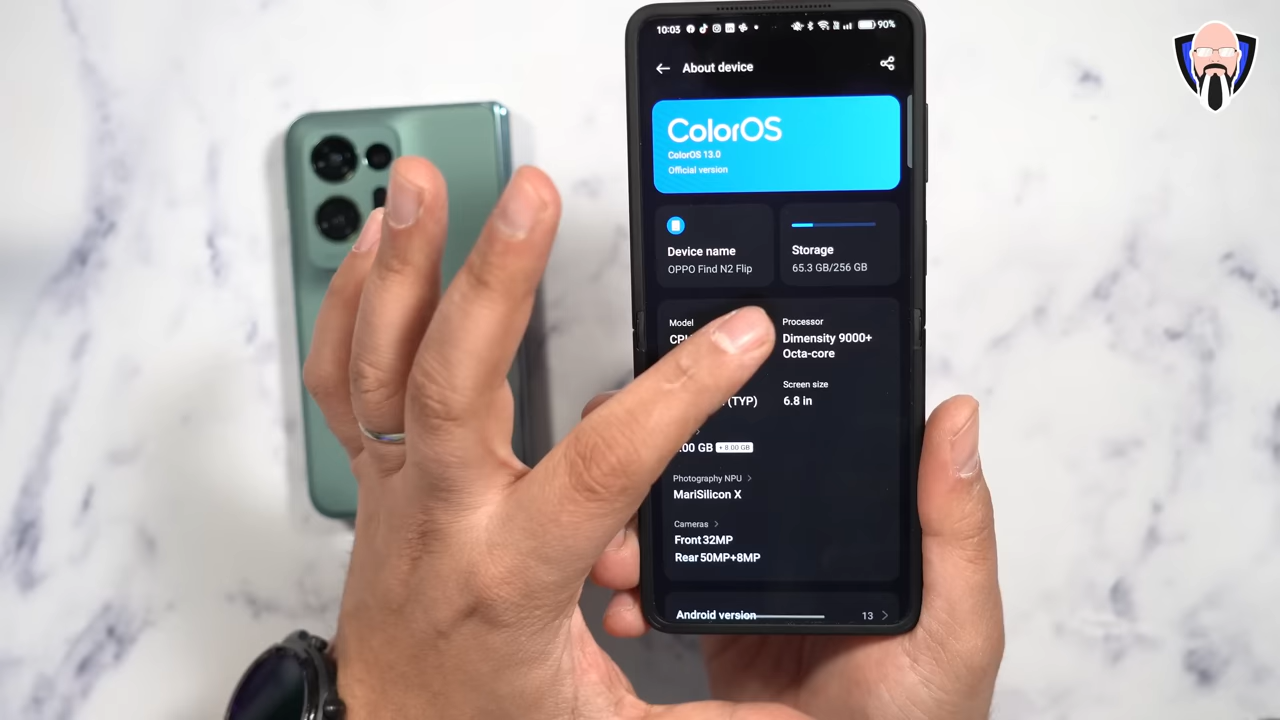 10:03
90%
About device
ColorOS
ColorOS 13.0
Official version
Device name
OPPO Find N2 Flip
Storage
65.3 GB/256 GB
Model
Processor
Dimensity 9000+
Octa-core
(TYP)
Screen size
6.8 in
.00 GB + 8.00 GB
Photography NPU >
MariSilicon X
Cameras >
Front 32MP
Rear 50MP+8MP
Android version 13 >